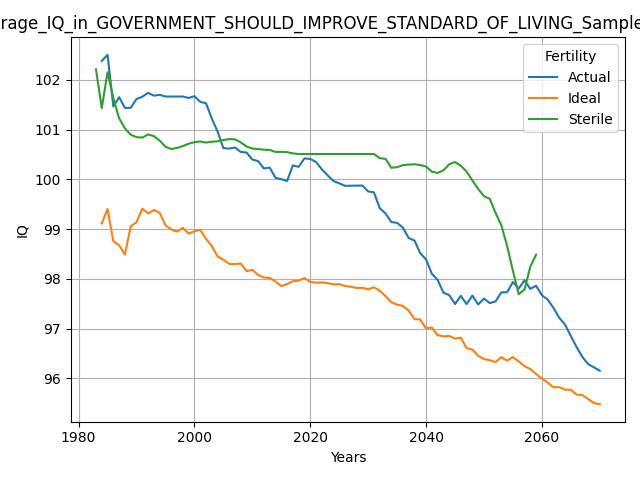 rage_IQ_in_GOVERNMENT_SHOULD_IMPROVE_STANDARD_OF_LIVING_Sample
Fertility
Actual
Ideal
Sterile
IQ
102
101
100
99
98
97
96
1980 2000 2020 2040 2060
Years